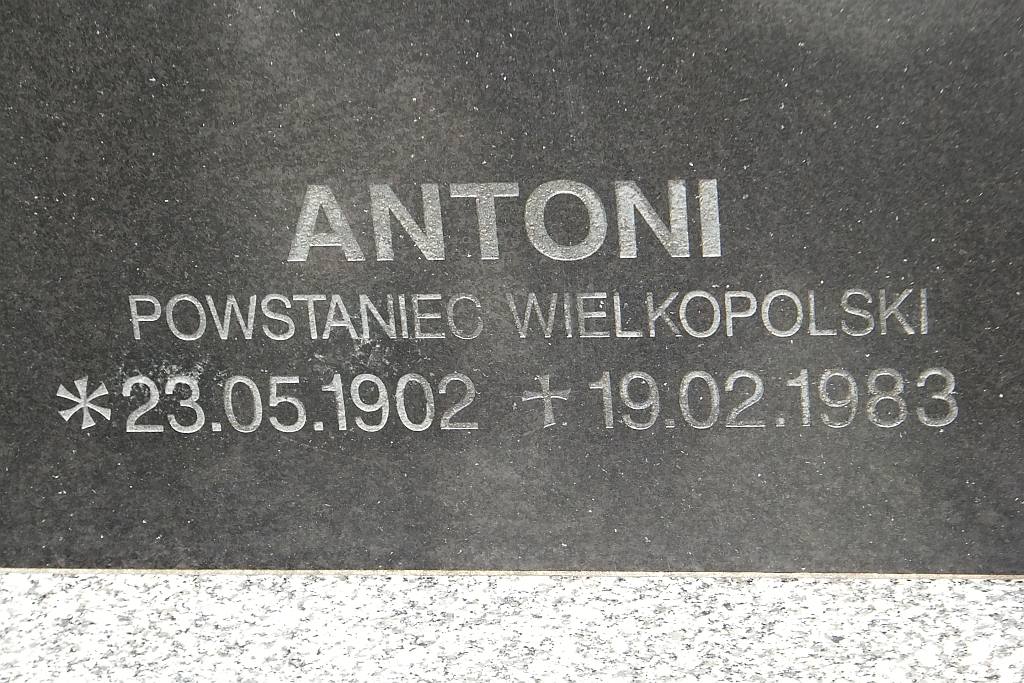 ANTONI
POWSTANIEC WIELKOPOLSKI
*23.05.1902 †19.02.1983